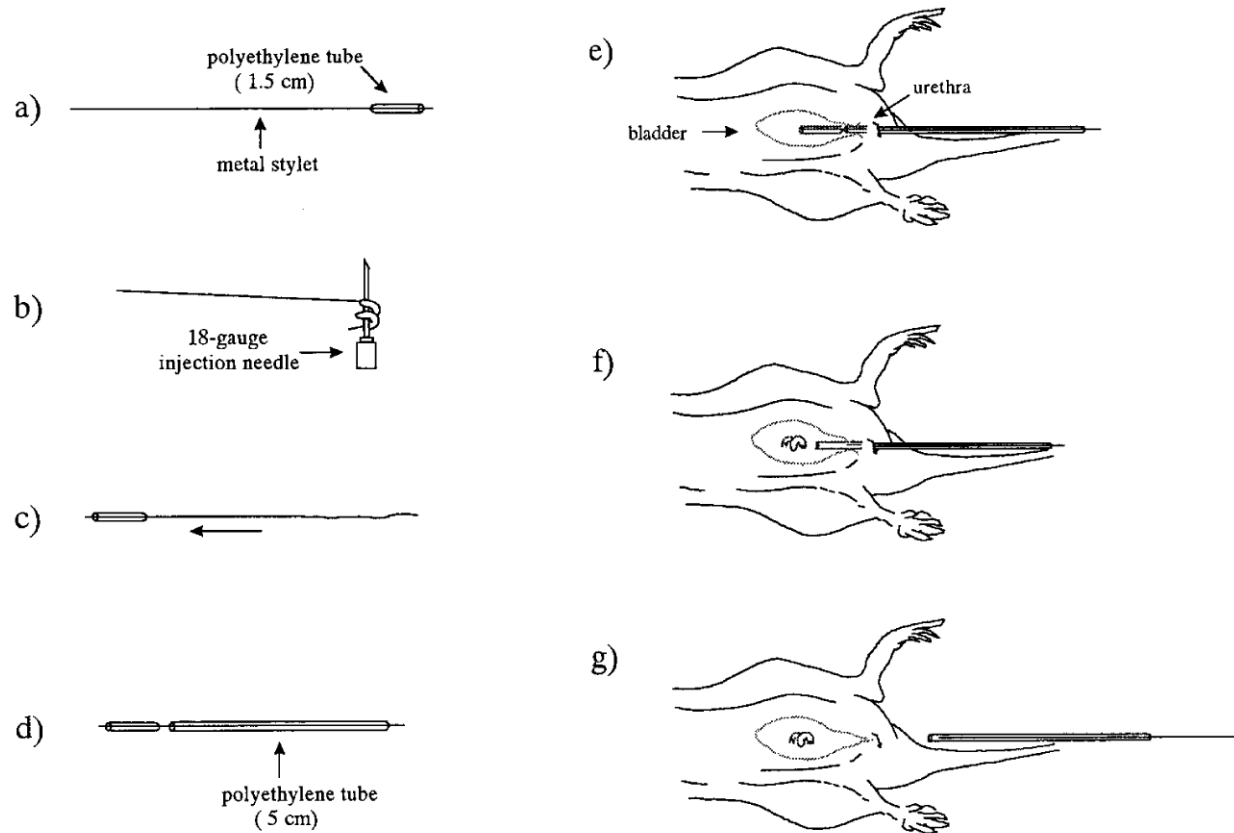 a)
polyethylene tube
( 1.5 cm)
metal stylet
b)
18-gauge
injection needle
c)
d)
polyethylene tube
( 5 cm)
e)
urethra
bladder
f)
g)